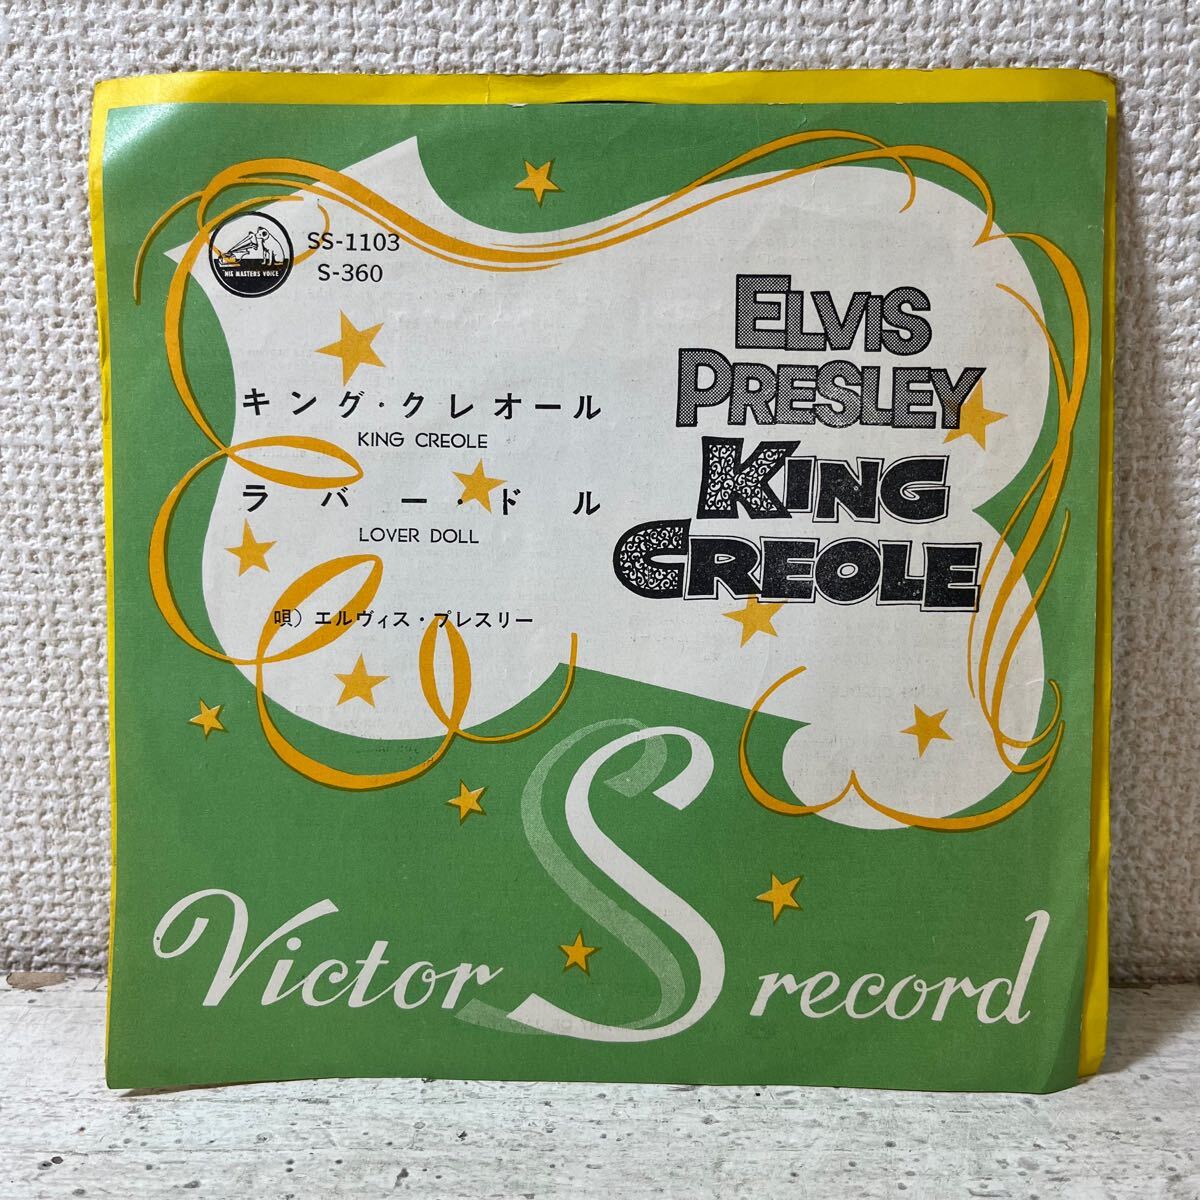 HIS MASTERS VOICE
SS-1103
S-360
キング・クレオール
KING CREOLE
ラバー・ドル
LOVER DOLL
唄）エルヴィス・プレスリー
ELVIS
PRESLEY
KING
CREOLE
Victor S record